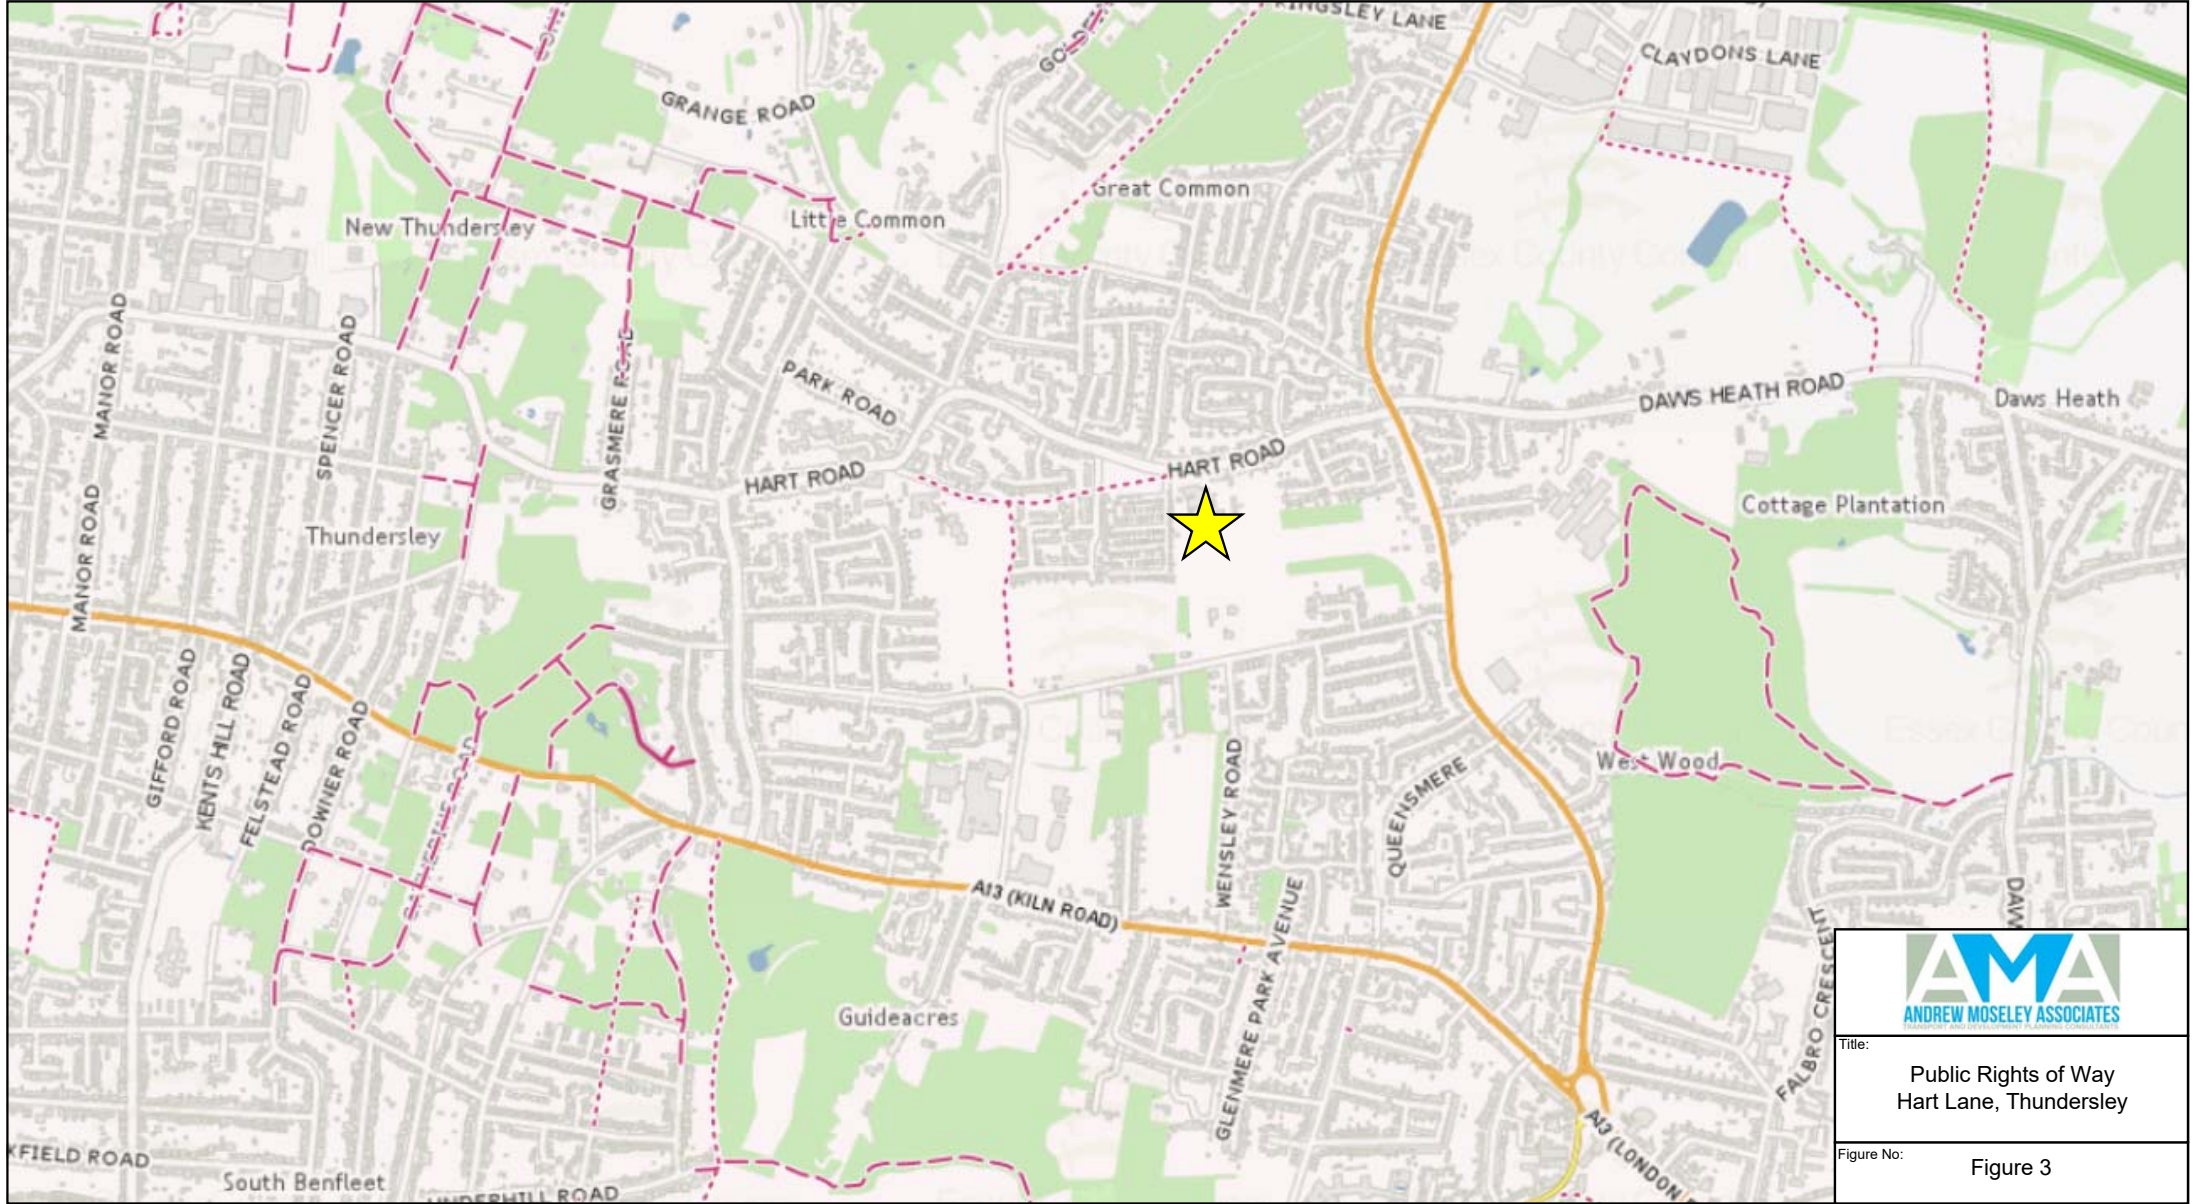 KINGSLEY LANE
CLAYDONS LANE
GRANGE ROAD
Great Common
Little Common
New Thundersley
MANOR ROAD
SPENCER ROAD
GRASMERE ROAD
PARK ROAD
DAWS HEATH ROAD
Daws Heath
HART ROAD
HART ROAD
Cottage Plantation
Thundersley
MANOR ROAD
GIFFORD ROAD
KENTS HILL ROAD
FELSTEAD ROAD
DOWNER ROAD
West Wood
WENSLEY ROAD
QUEENSMERE
A13 (KILN ROAD)
GLENMERE PARK AVENUE
Guideacres
FALBRO CRESCENT
A13 (LONDON
South Benfleet
UNDERHILL ROAD
AMA
ANDREW MOSELEY ASSOCIATES
TRANSPORT AND DEVELOPMENT PLANNING CONSULTANTS
Title:
Public Rights of Way
Hart Lane, Thundersley
Figure No:
Figure 3